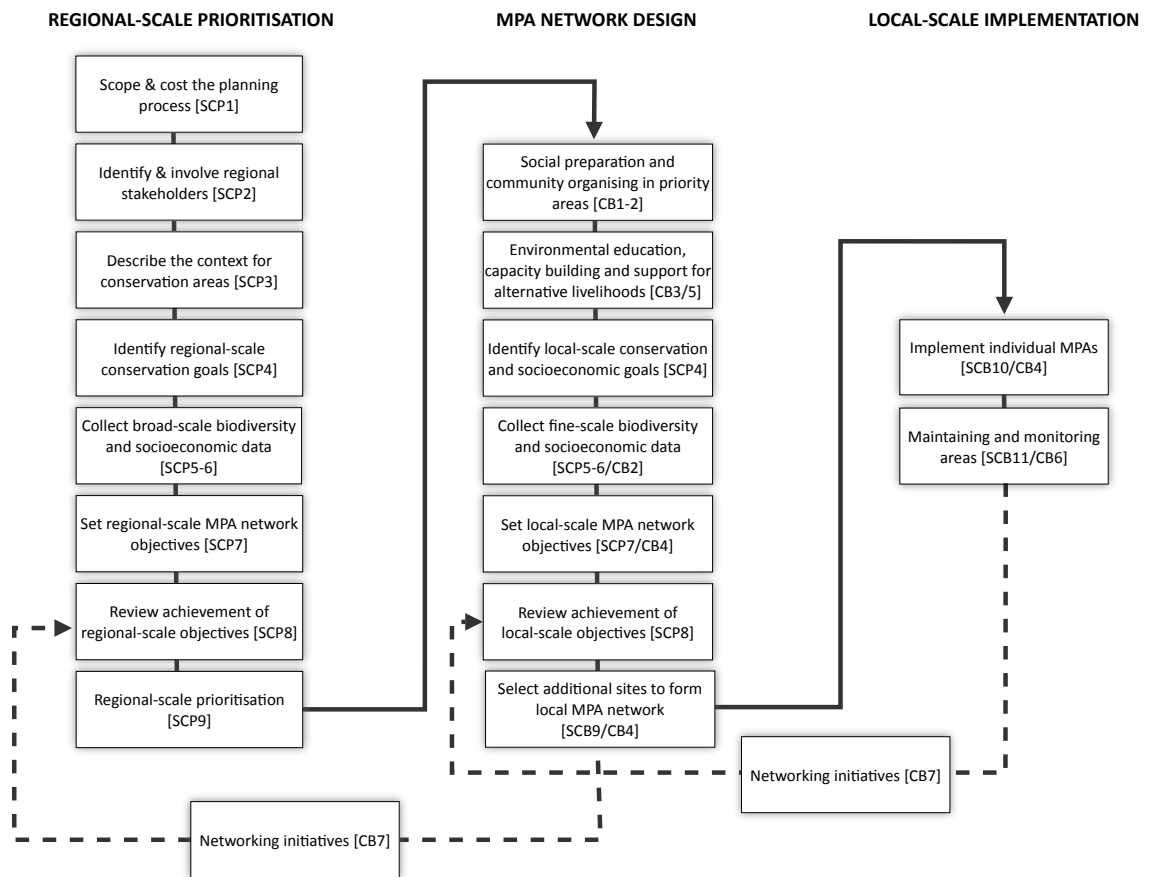 REGIONAL-SCALE PRIORITISATION
Scope & cost the planning
process [SCP1]
Identify & involve regional
stakeholders [SCP2]
Describe the context for
conservation areas [SCP3]
Identify regional-scale
conservation goals [SCP4]
Collect broad-scale biodiversity
and socioeconomic data
[SCP5-6]
Set regional-scale MPA network
objectives [SCP7]
Review achievement of
regional-scale objectives [SCP8]
Regional-scale prioritisation
[SCP9]
Networking initiatives [CB7]
MPA NETWORK DESIGN
Social preparation and
community organising in priority
areas [CB1-2]
Environmental education,
capacity building and support for
alternative livelihoods [CB3/5]
Identify local-scale conservation
and socioeconomic goals [SCP4]
Collect fine-scale biodiversity
and socioeconomic data
[SCP5-6/CB2]
Set local-scale MPA network
objectives [SCP7/CB4]
Review achievement of
local-scale objectives [SCP8]
Select additional sites to form
local MPA network
[SCB9/CB4]
LOCAL-SCALE IMPLEMENTATION
Implement individual MPAs
[SCB10/CB4]
Maintaining and monitoring
areas [SCB11/CB6]
Networking initiatives [CB7]